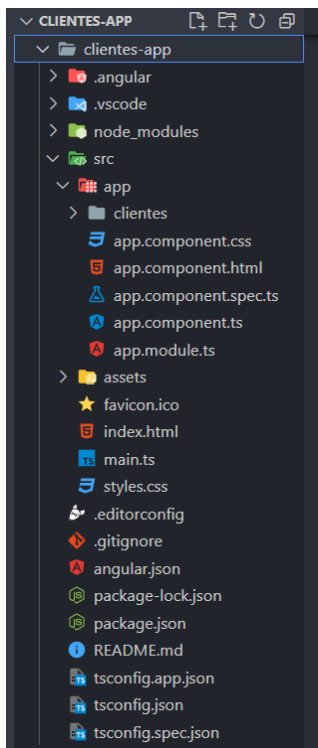 CLIENTES-APP
clientes-app
.angular
.vscode
node_modules
src
app
clientes
app.component.css
app.component.html
app.component.spec.ts
app.component.ts
app.module.ts
assets
favicon.ico
index.html
main.ts
styles.css
.editorconfig
.gitignore
angular.json
package-lock.json
package.json
README.md
tsconfig.app.json
tsconfig.json
tsconfig.spec.json